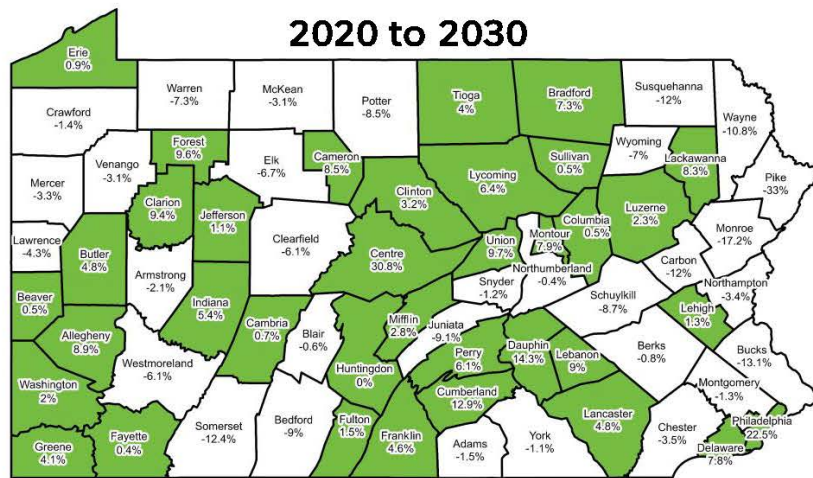 2020 to 2030
Erie
0.9%
Warren
-7.3%
McKean
-3.1%
Potter
-8.5%
Tioga
4%
Bradford
7.3%
Susquehanna
-12%
Wayne
-10.8%
Crawford
-1.4%
Forest
9.6%
Venango
-3.1%
Elk
-6.7%
Cameron
8.5%
Sullivan
0.5%
Wyoming
-7%
Lackawanna
8.3%
Pike
-33%
Mercer
-3.3%
Clarion
9.4%
Jefferson
1.1%
Clinton
3.2%
Lycoming
6.4%
Columbia
0.5%
Luzerne
2.3%
Monroe
-17.2%
Lawrence
-4.3%
Butler
4.8%
Clearfield
-6.1%
Centre
30.8%
Union
9.7%
Montour
7.9%
Northumberland
-0.4%
Carbon
-12%
Northampton
-3.4%
Armstrong
-2.1%
Snyder
-1.2%
Schuylkill
-8.7%
Lehigh
1.3%
Beaver
0.5%
Indiana
5.4%
Cambria
0.7%
Blair
-0.6%
Mifflin
2.8%
Juniata
-9.1%
Allegheny
8.9%
Huntingdon
0%
Perry
6.1%
Dauphin
14.3%
Lebanon
9%
Berks
-0.8%
Bucks
-13.1%
Westmoreland
-6.1%
Washington
2%
Cumberland
12.9%
Montgomery
-1.3%
Somerset
-12.4%
Bedford
-9%
Fulton
1.5%
Franklin
4.6%
Adams
-1.5%
York
-1.1%
Lancaster
4.8%
Chester
-3.5%
Philadelphia
22.5%
Delaware
7.8%
Greene
4.1%
Fayette
0.4%